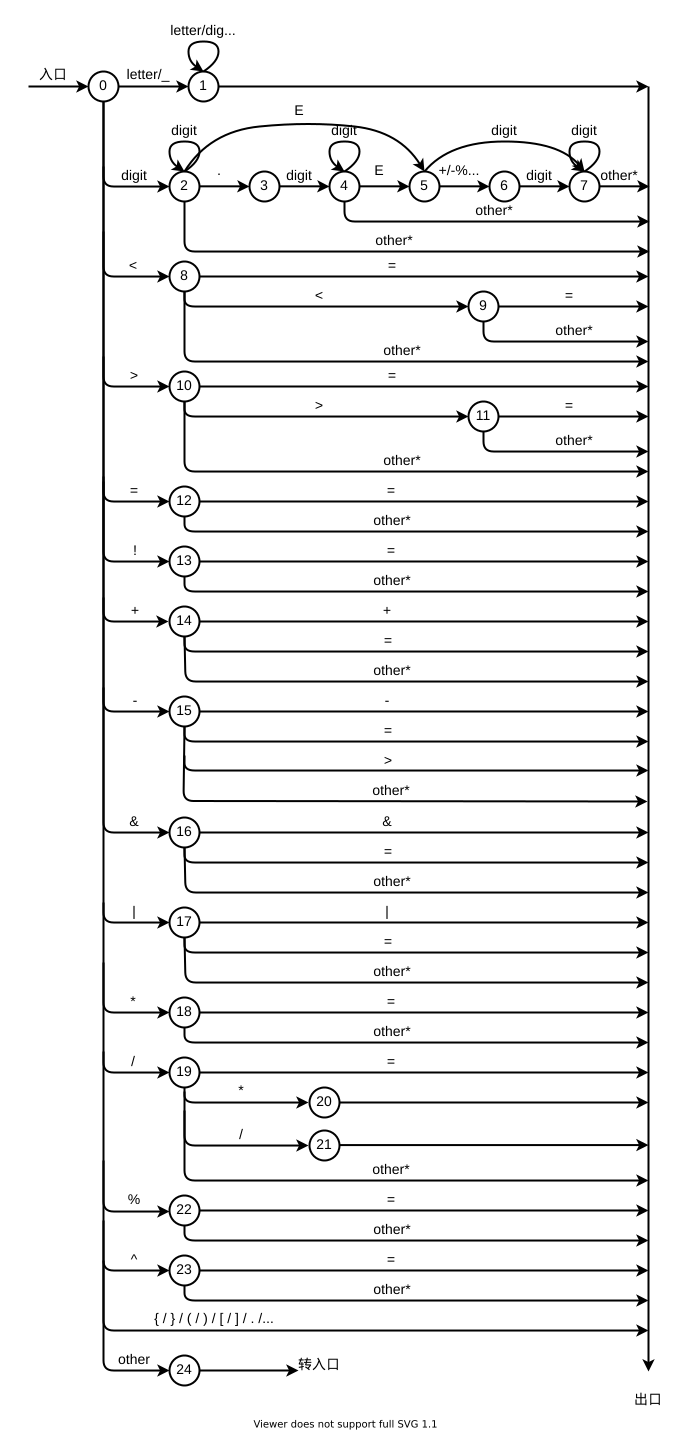 letter/dig...
入口 0 letter/_ 1
E
digit digit digit digit
digit 2 . 3 digit 4 E 5 +/-%... 6 digit 7 other*
other*
other*
< 8 =
< 9 =
other*
other*
> 10 =
> 11 =
other*
other*
= 12 =
other*
! 13 =
other*
+ 14 +
=
other*
- 15 -
=
>
other*
& 16 &
=
other*
| 17 |
=
other*
* 18 =
other*
/ 19 =
* 20
/ 21
other*
% 22 =
other*
^ 23 =
other*
{ / } / ( / ) / [ / ] / . /...
other 24 转入口
出口
Viewer does not support full SVG 1.1